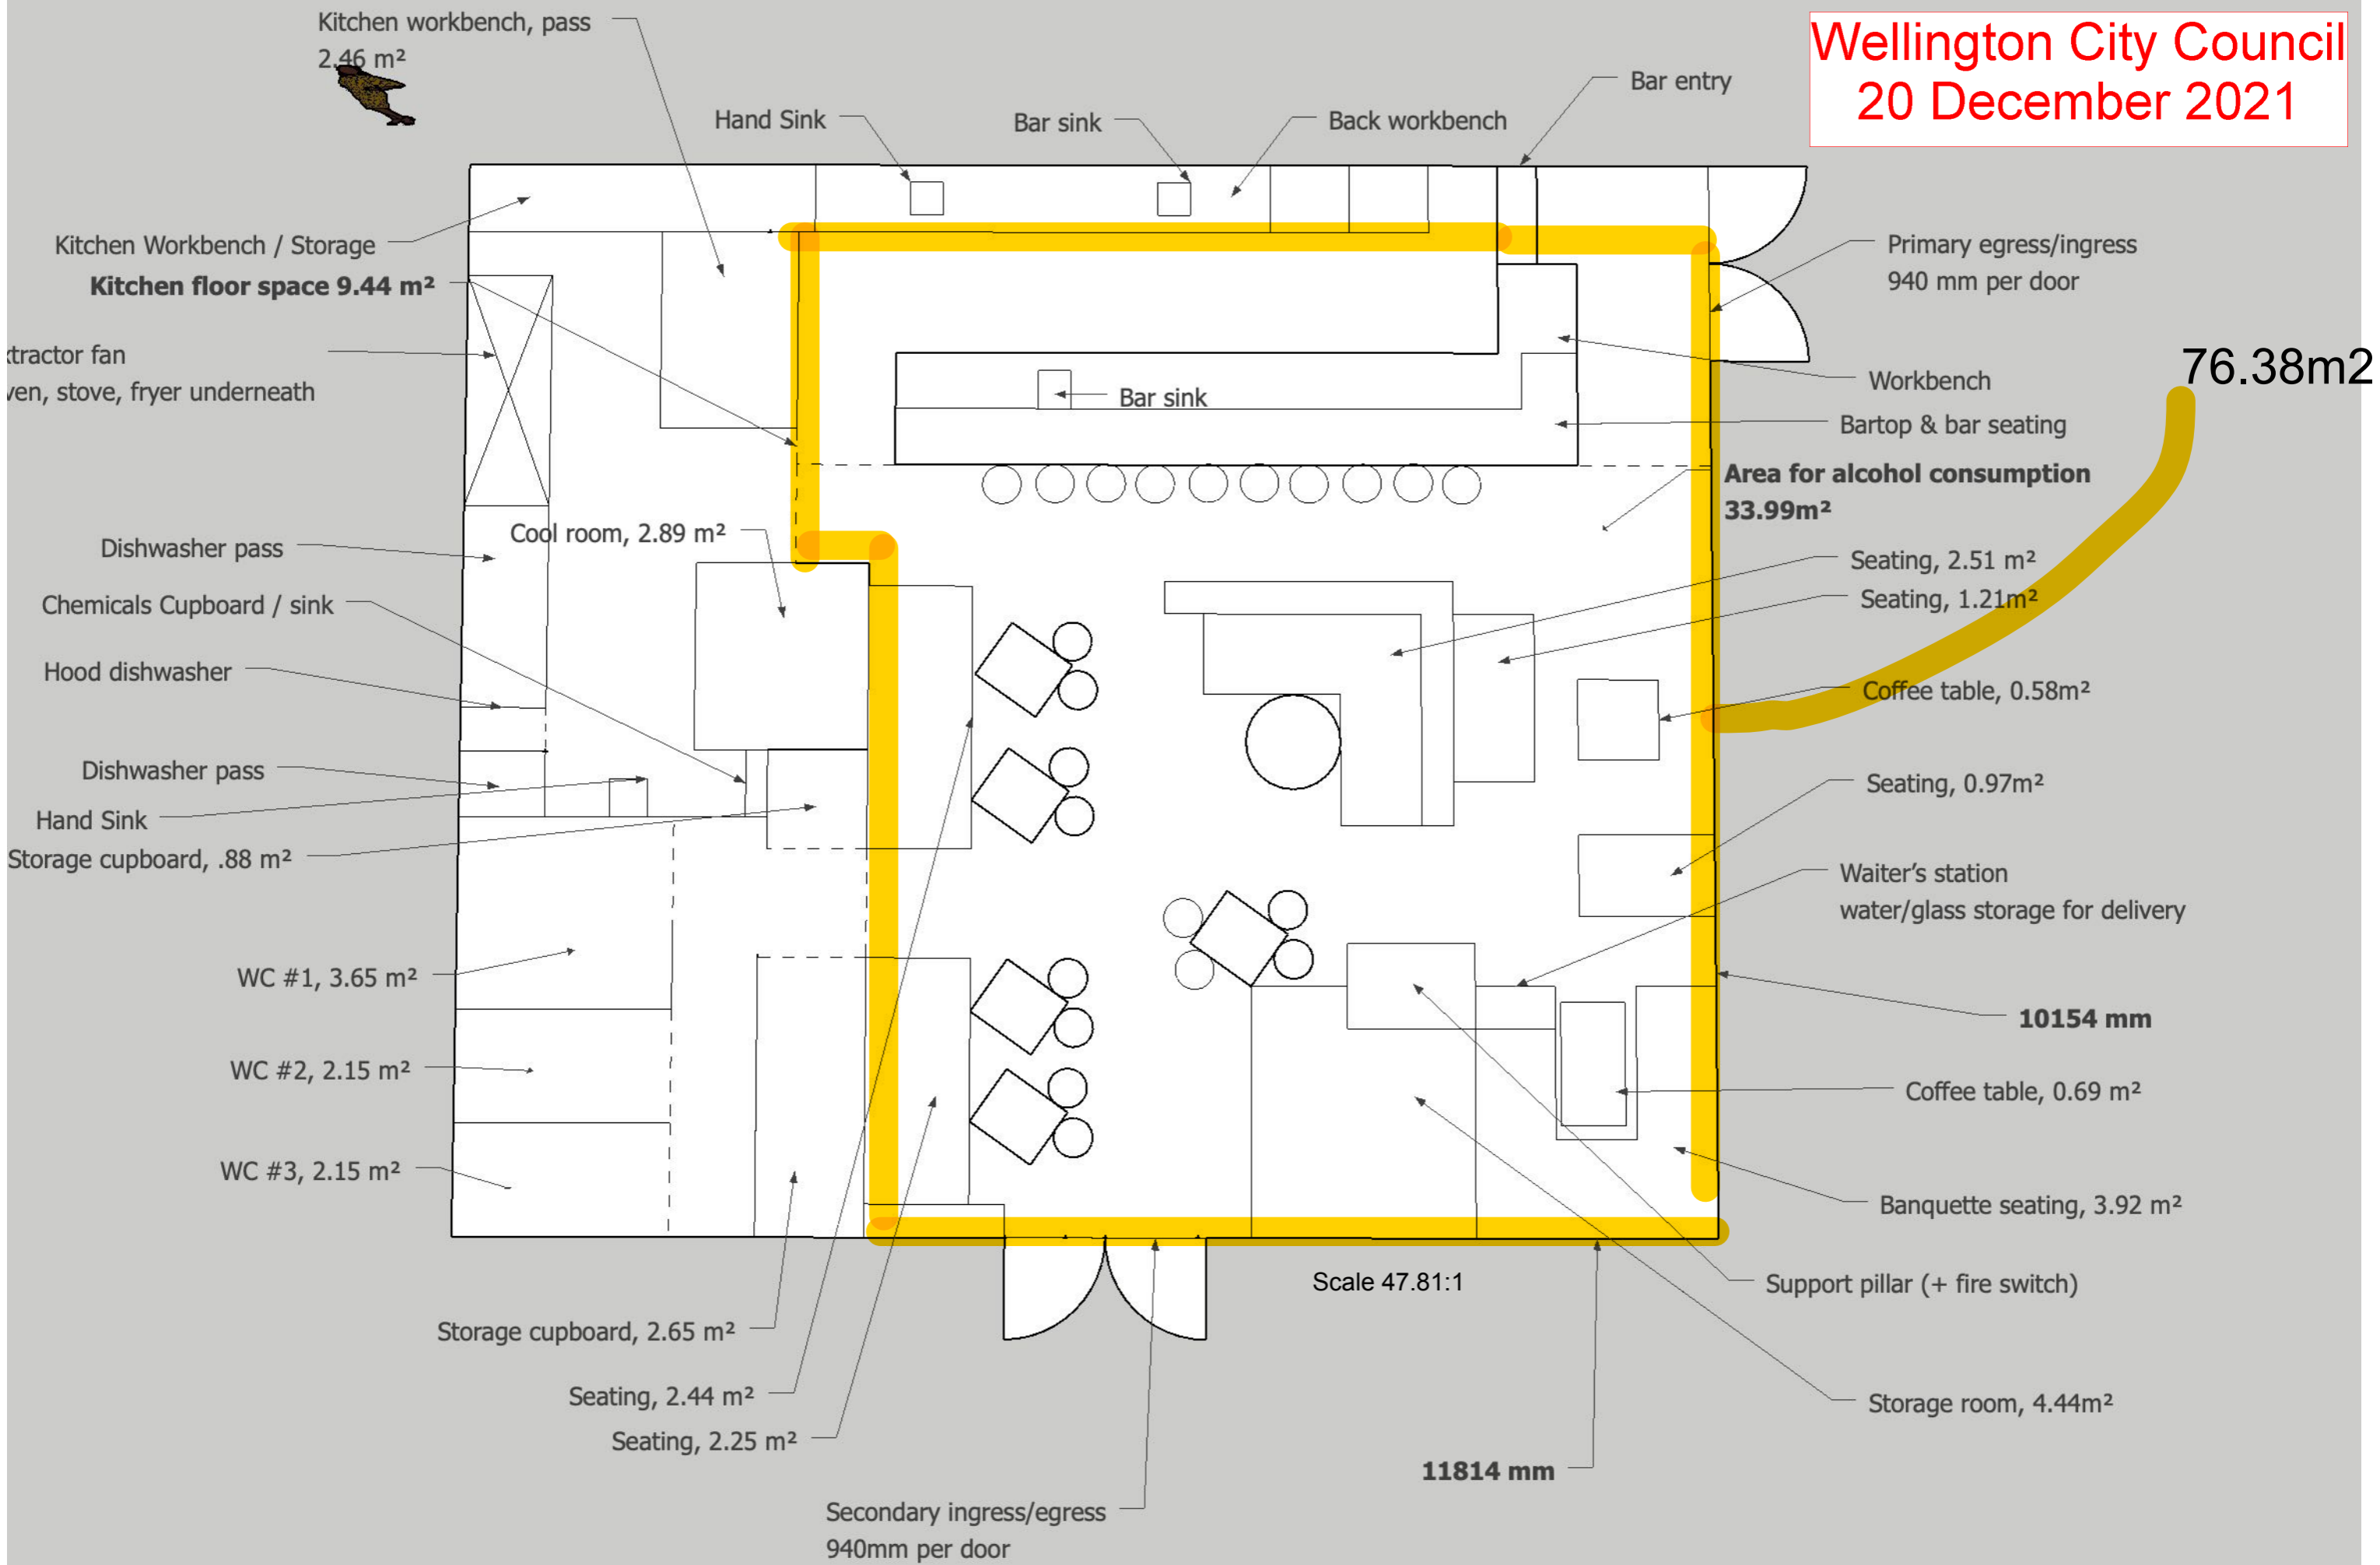 Kitchen workbench, pass
2.46 m²
Wellington City Council
20 December 2021
Bar entry
Hand Sink
Bar sink
Back workbench
Kitchen Workbench / Storage
Kitchen floor space 9.44 m²
Primary egress/ingress
940 mm per door
xtractor fan
ven, stove, fryer underneath
76.38m2
Workbench
Bar sink
Bartop & bar seating
Area for alcohol consumption
33.99m²
Cool room, 2.89 m²
Dishwasher pass
Seating, 2.51 m²
Seating, 1.21m²
Chemicals Cupboard / sink
Hood dishwasher
Coffee table, 0.58m²
Dishwasher pass
Seating, 0.97m²
Hand Sink
Storage cupboard, .88 m²
Waiter's station
water/glass storage for delivery
WC #1, 3.65 m²
10154 mm
WC #2, 2.15 m²
Coffee table, 0.69 m²
WC #3, 2.15 m²
Banquette seating, 3.92 m²
Scale 47.81:1
Support pillar (+ fire switch)
Storage cupboard, 2.65 m²
Seating, 2.44 m²
Storage room, 4.44m²
Seating, 2.25 m²
11814 mm
Secondary ingress/egress
940mm per door